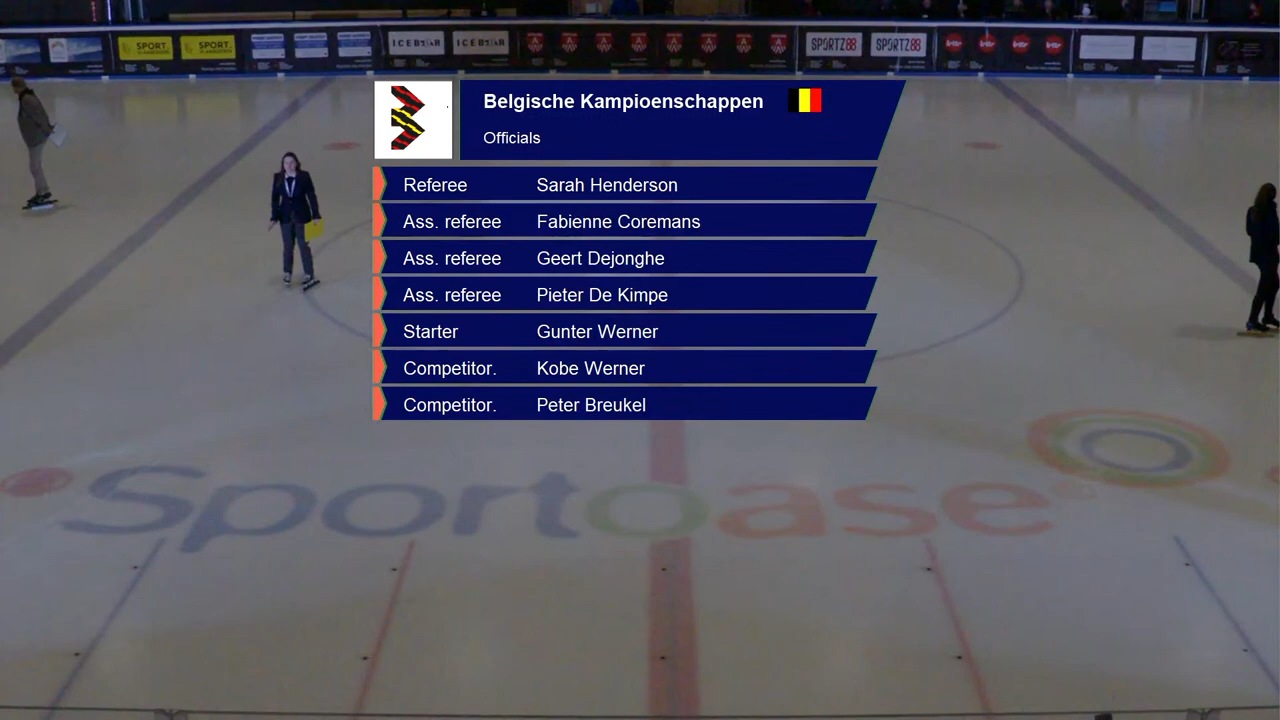 SPORT.
SPORT.
ICEBEAR
ICEBEAR
SPORTZ88
SPORTZ88
Belgische Kampioenschappen
Officials
Referee Sarah Henderson
Ass. referee Fabienne Coremans
Ass. referee Geert Dejonghe
Ass. referee Pieter De Kimpe
Starter Gunter Werner
Competitor. Kobe Werner
Competitor. Peter Breukel
Sportoase